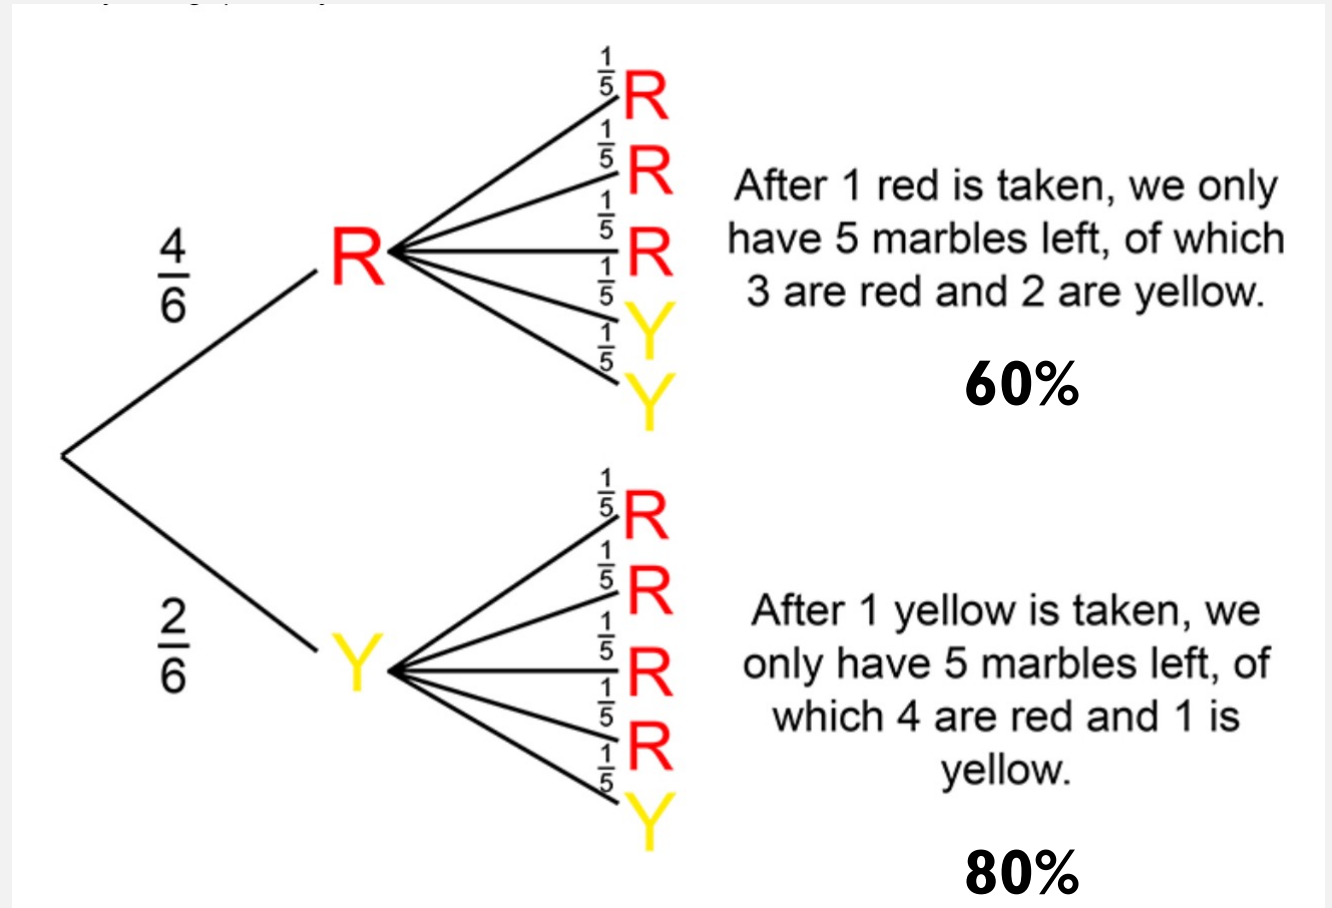 1/5 R
1/5 R
1/5 R
1/5 Y
1/5 Y
4/6 R
After 1 red is taken, we only
have 5 marbles left, of which
3 are red and 2 are yellow.
60%
2/6 Y
1/5 R
1/5 R
1/5 R
1/5 R
1/5 Y
After 1 yellow is taken, we
only have 5 marbles left, of
which 4 are red and 1 is
yellow.
80%